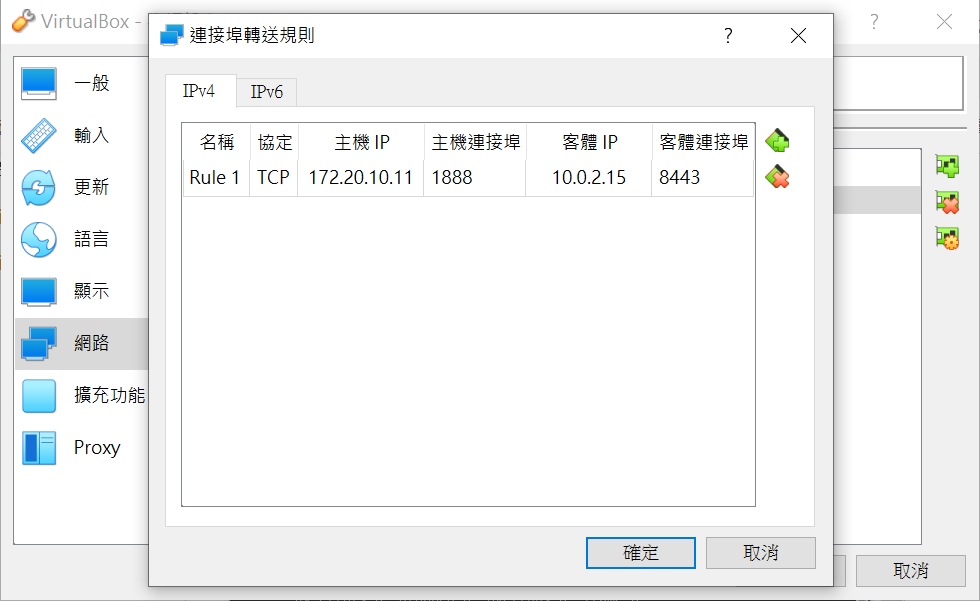 VirtualBox -
連接埠轉送規則
?
?
一般
輸入
更新
語言
顯示
網路
擴充功能
Proxy
IPv4 IPv6
名稱 協定 主機 IP 主機連接埠 客體 IP 客體連接埠
Rule 1 TCP 172.20.10.11 1888 10.0.2.15 8443
確定 取消
取消